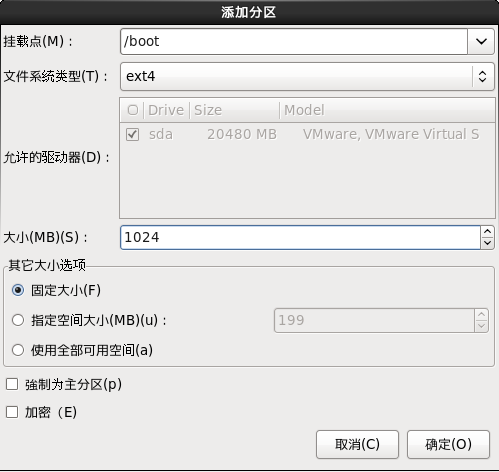 添加分区
挂载点(M)：
/boot
文件系统类型(T)：
ext4
允许的驱动器(D)：
Drive Size Model
sda 20480 MB VMware, VMware Virtual S
大小(MB)(S)：
1024
其它大小选项
固定大小(F)
指定空间大小(MB)(u)：
199
使用全部可用空间(a)
強制为主分区(p)
加密（E)
取消(C) 确定(O)